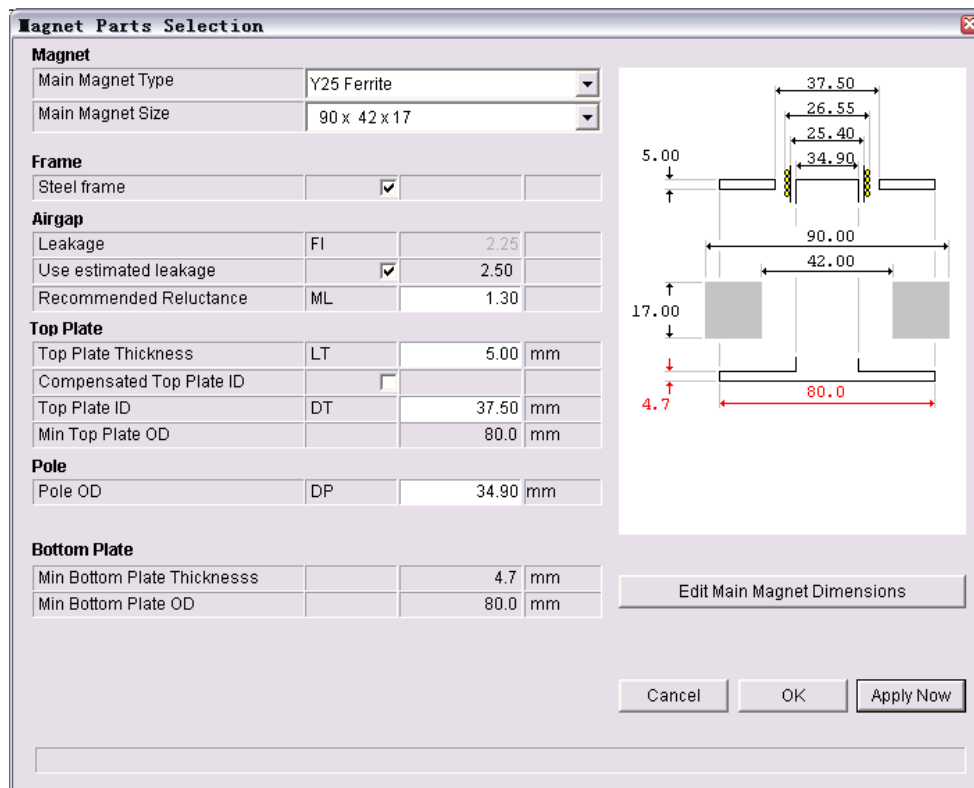 Magnet Parts Selection
Magnet
Main Magnet Type Y25 Ferrite
Main Magnet Size 90 x 42 x 17
Frame
Steel frame
Airgap
Leakage FI 2.25
Use estimated leakage 2.50
Recommended Reluctance ML 1.30
Top Plate
Top Plate Thickness LT 5.00 mm
Compensated Top Plate ID
Top Plate ID DT 37.50 mm
Min Top Plate OD 80.0 mm
Pole
Pole OD DP 34.90 mm
Bottom Plate
Min Bottom Plate Thicknesss 4.7 mm
Min Bottom Plate OD 80.0 mm
37.50
26.55
25.40
34.90
5.00
90.00
42.00
17.00
80.0
4.7
Edit Main Magnet Dimensions
Cancel OK Apply Now